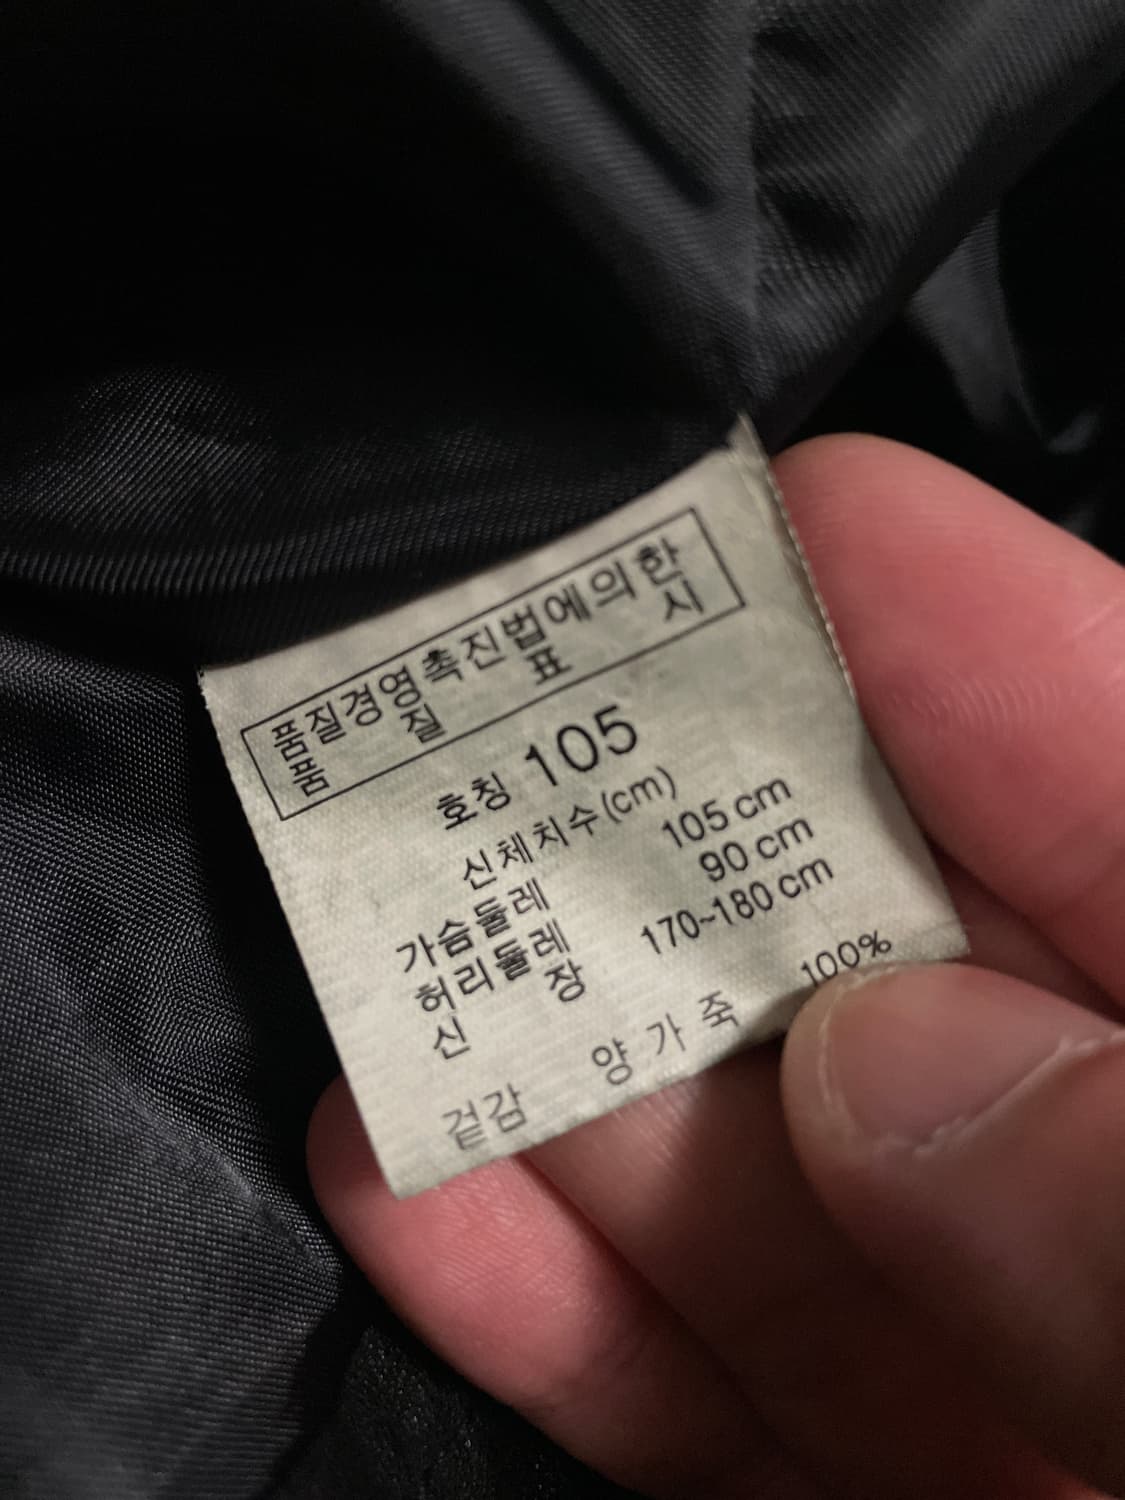 품질경영촉진법에의한
품 질 표 시
호칭 105
신체치수(cm)
가슴둘레 105 cm
허리둘레 90 cm
신 장 170~180 cm
겉감 양가죽 100%